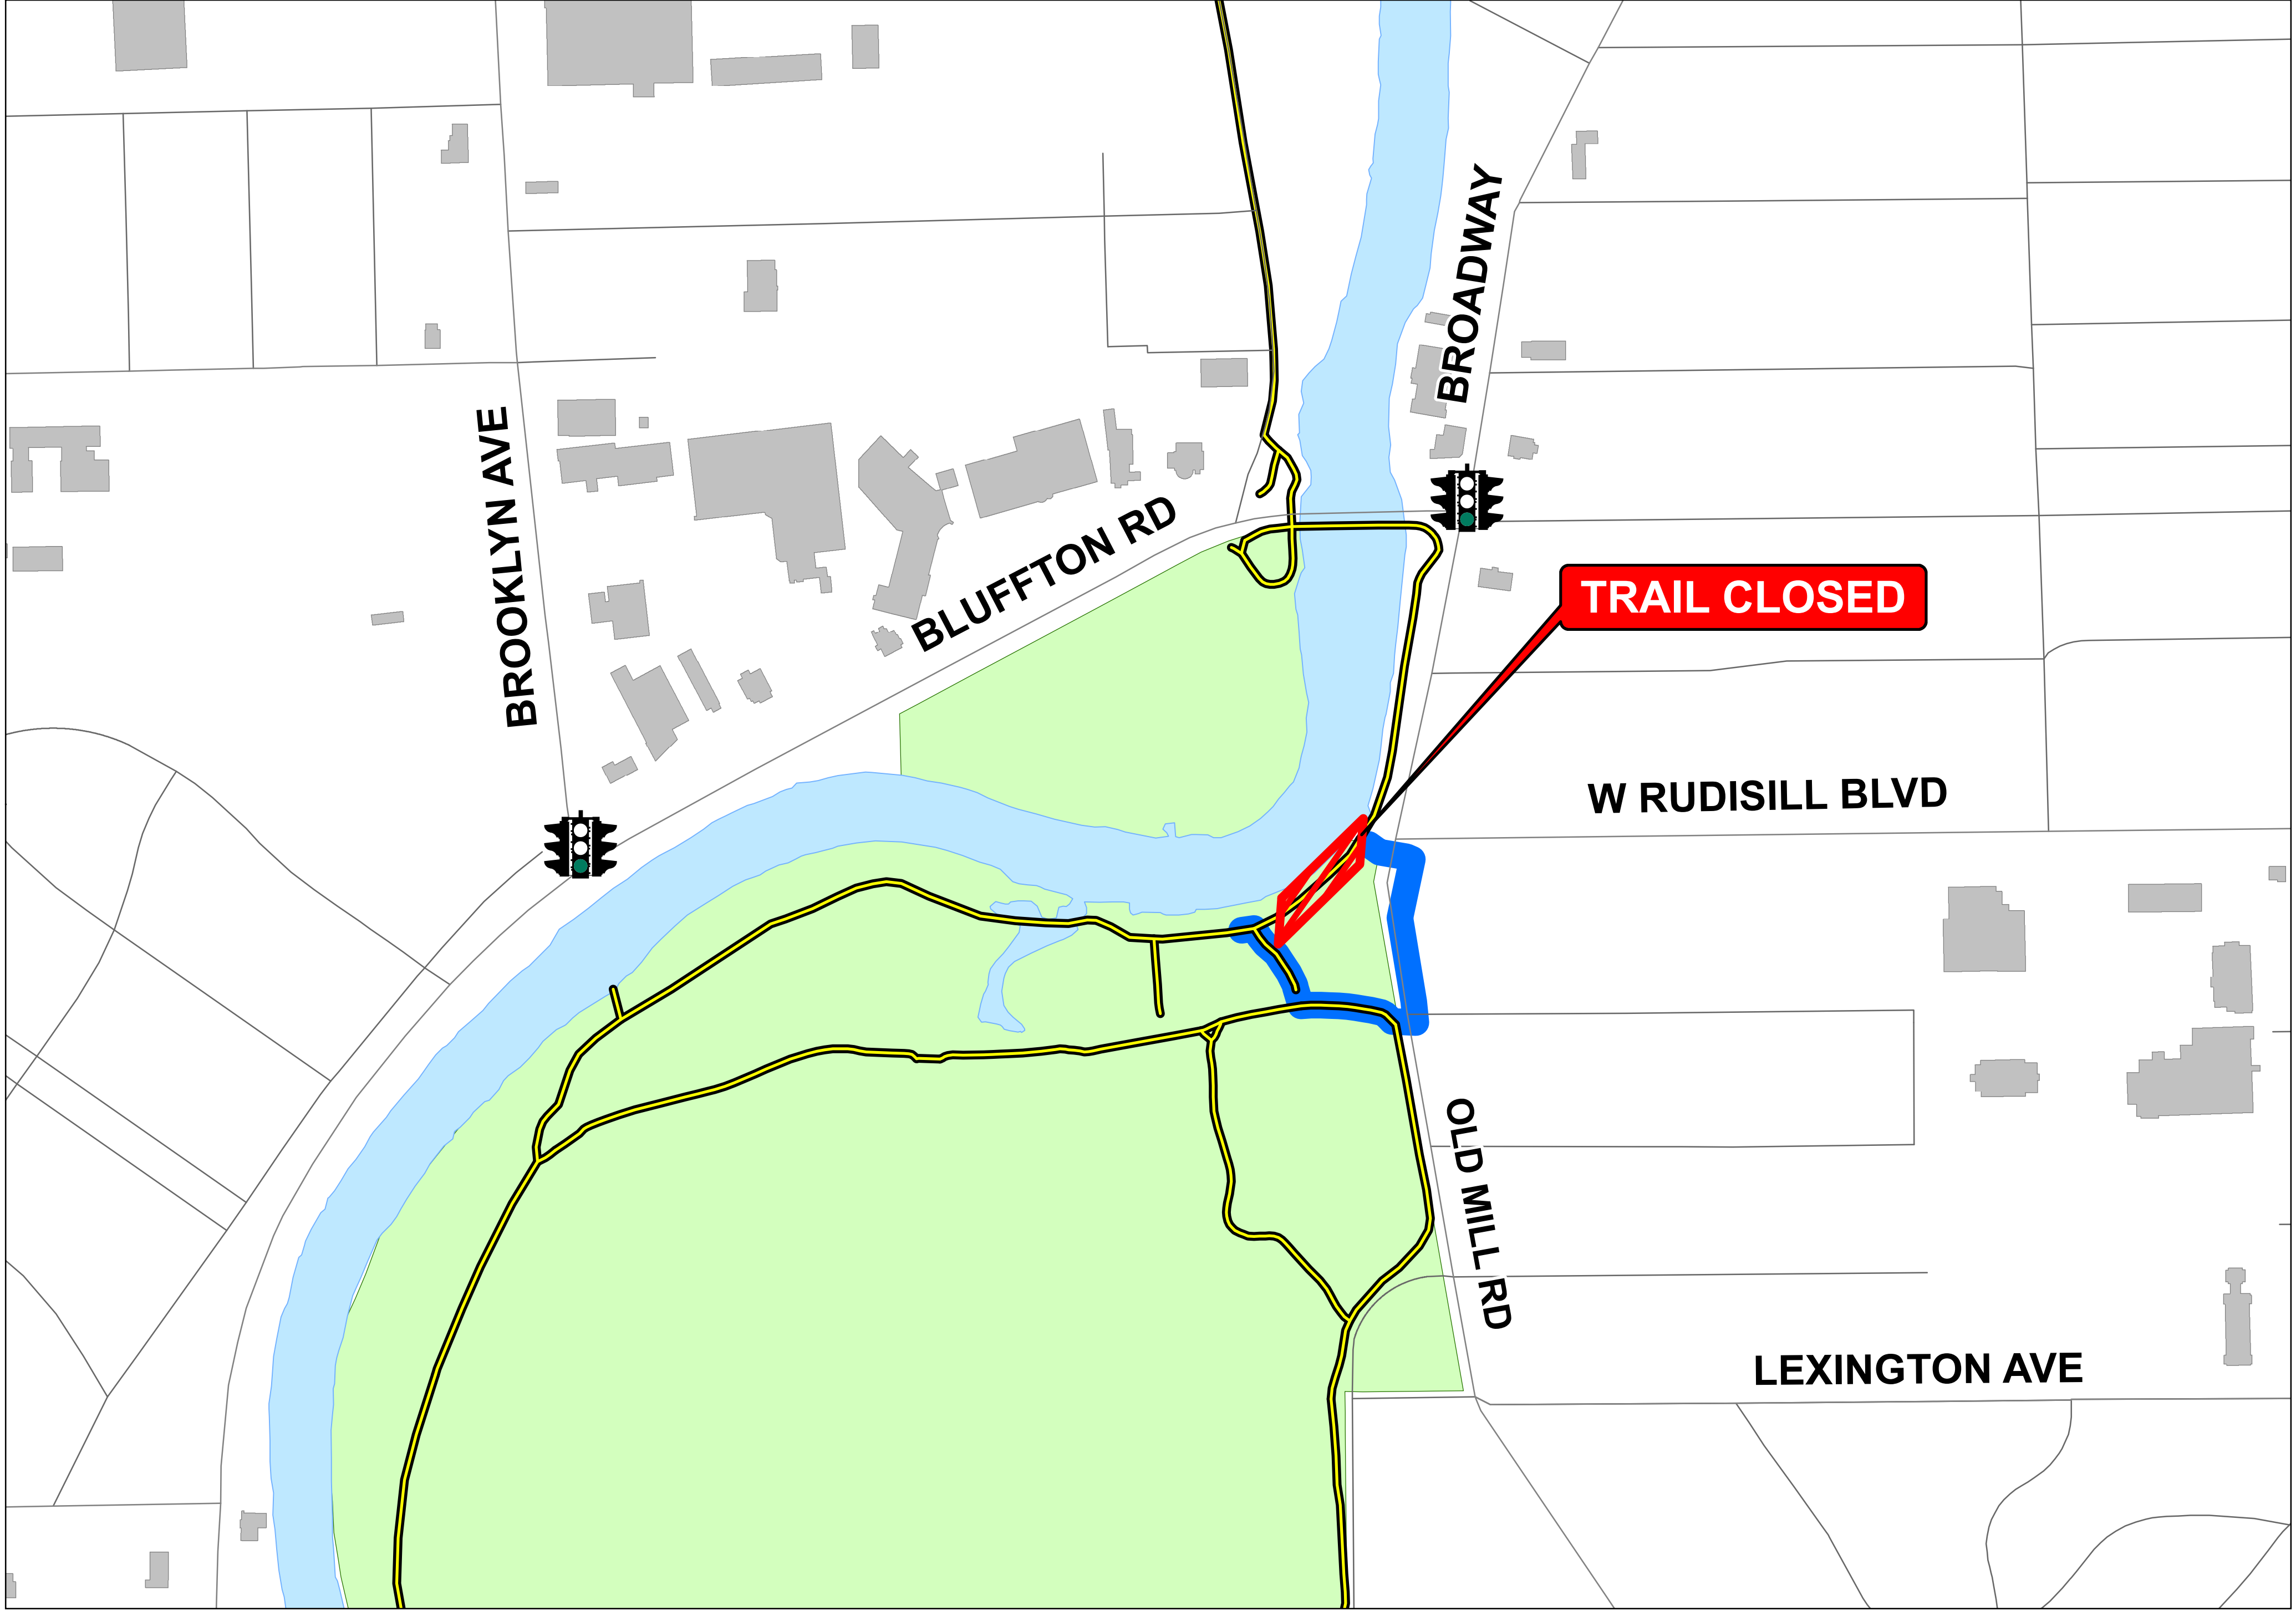 BROADWAY
BROOKLYN AVE
BLUFFTON RD
TRAIL CLOSED
W RUDISILL BLVD
OLD MILL RD
LEXINGTON AVE